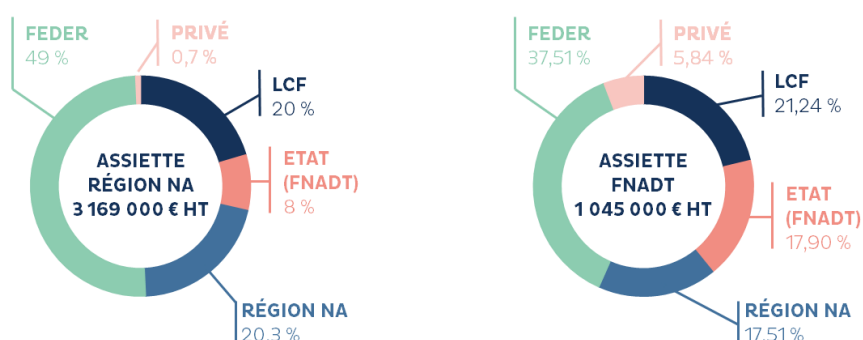 FEDER
49 %
PRIVÉ
0,7 %
LCF
20 %
ETAT
(FNADT)
8 %
RÉGION NA
20,3 %
ASSIETTE
RÉGION NA
3 169 000 € HT
FEDER
37,51 %
PRIVÉ
5,84 %
LCF
21,24 %
ETAT
(FNADT)
17,90 %
RÉGION NA
17,51 %
ASSIETTE
FNADT
1 045 000 € HT